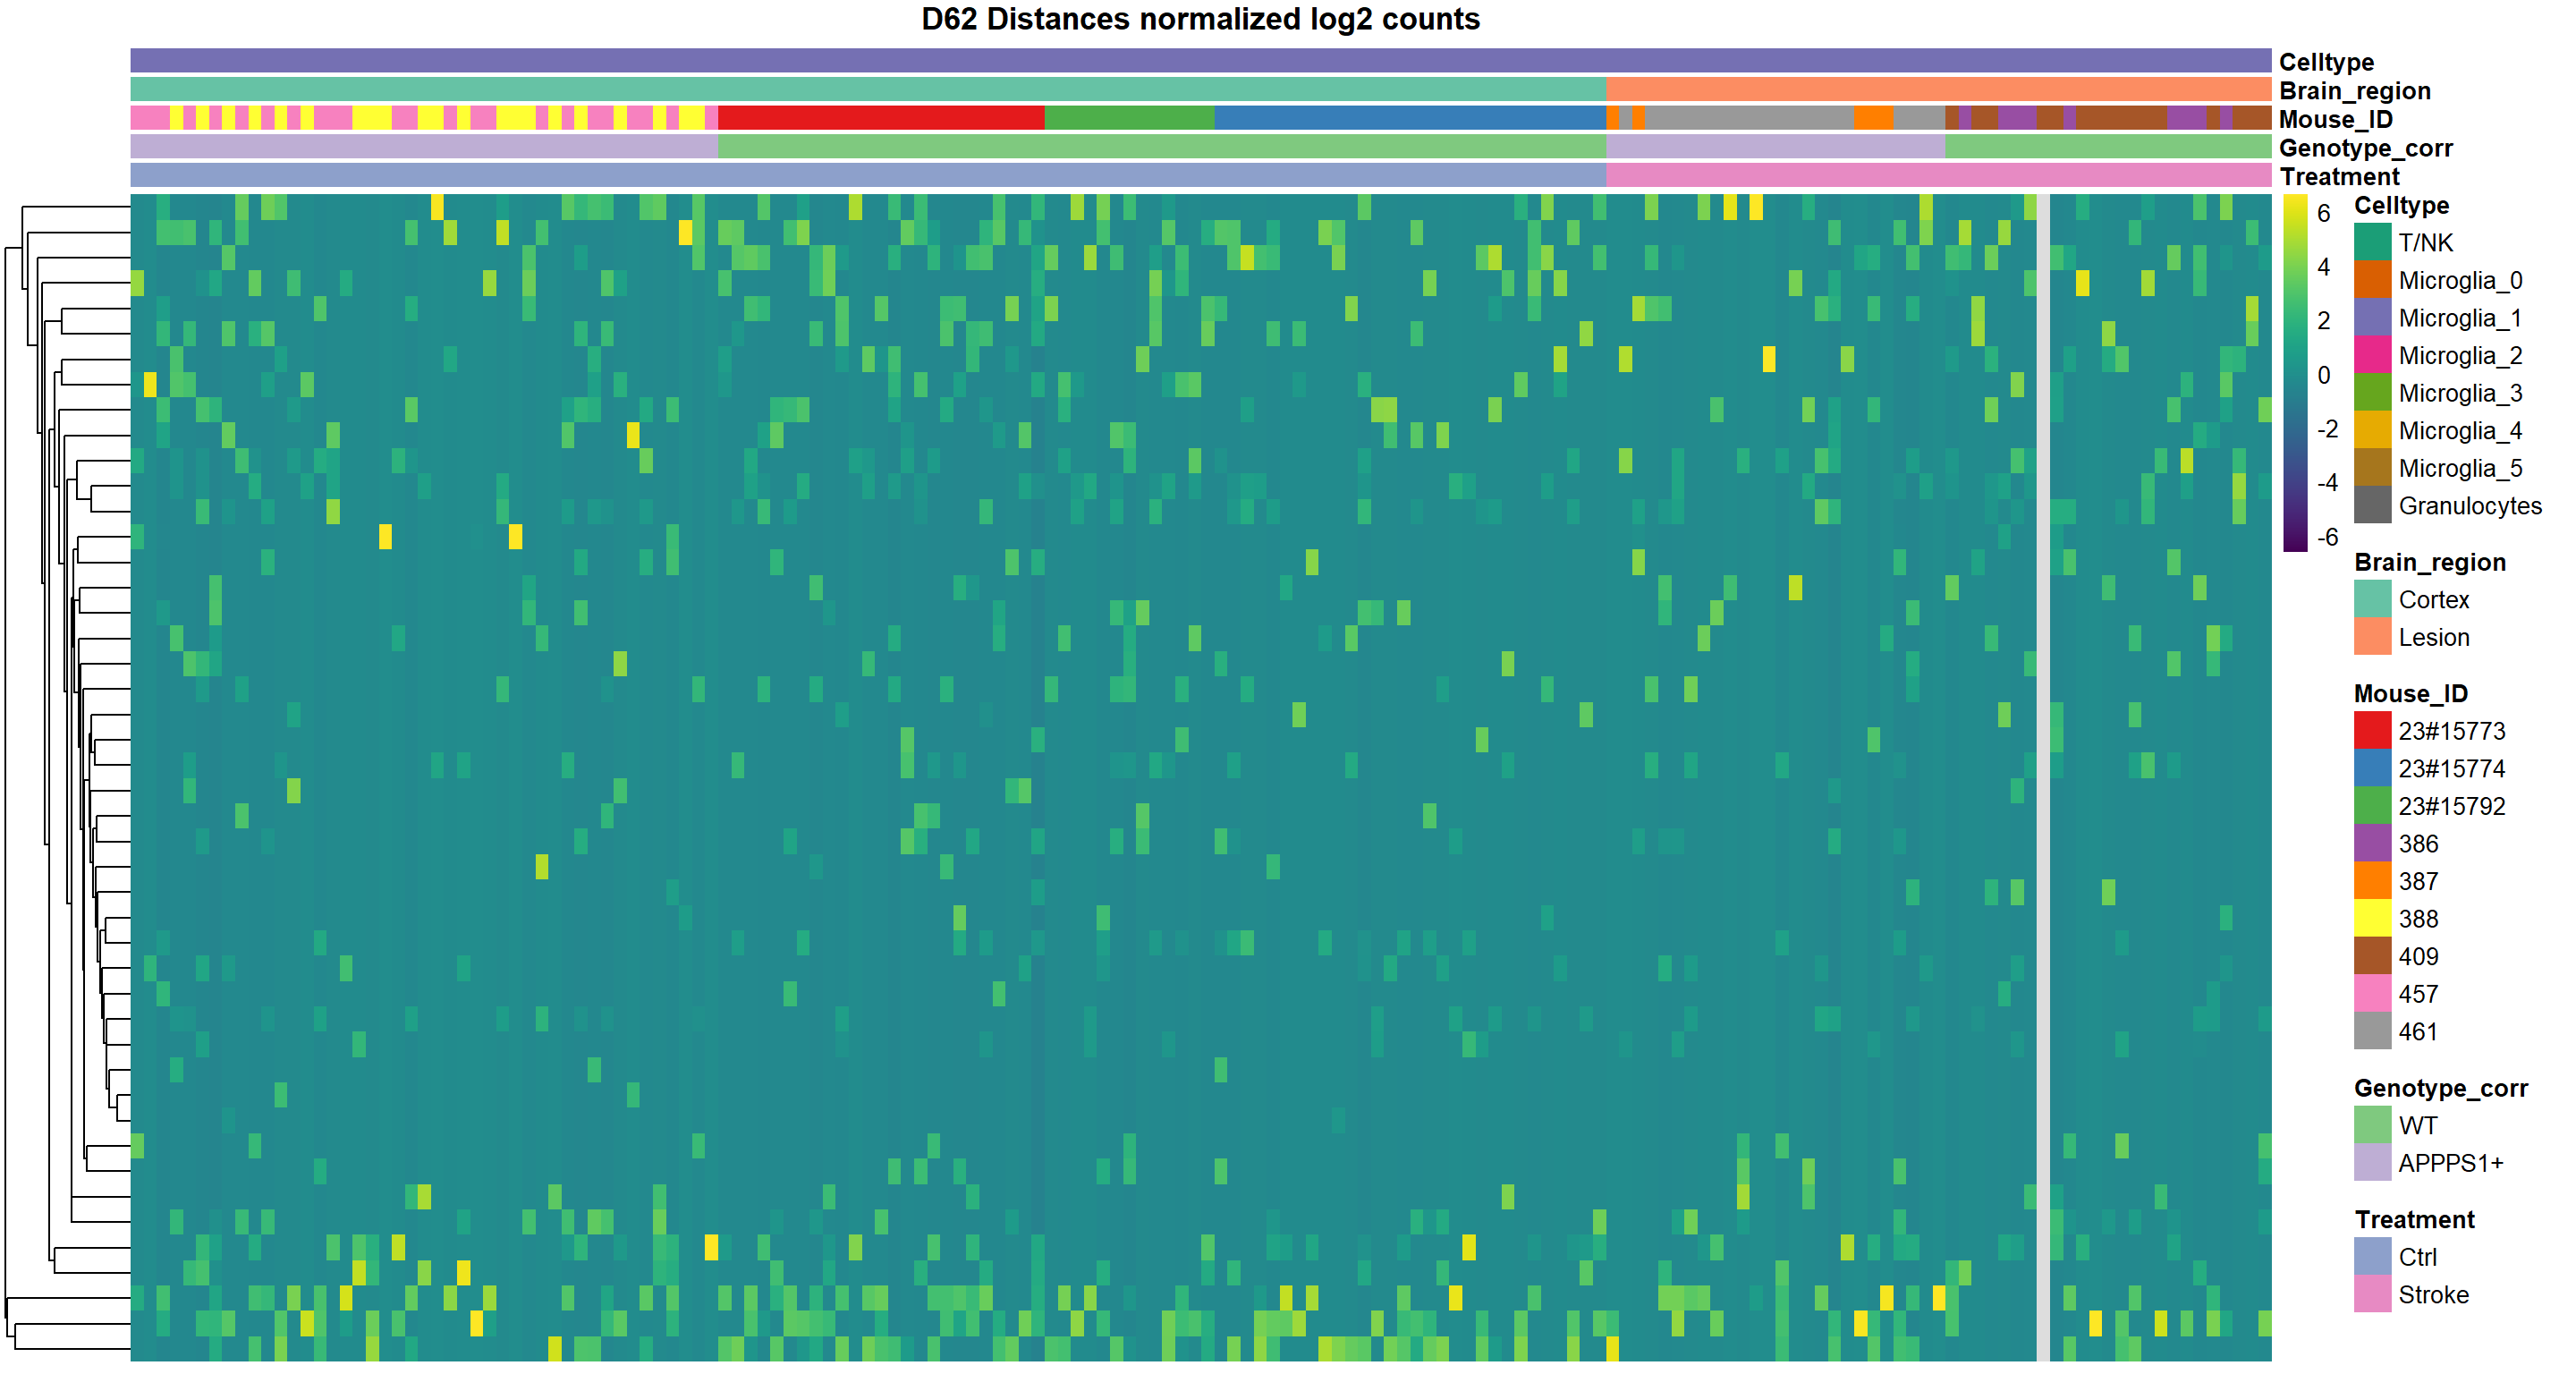 D62 Distances normalized log2 counts
Celltype
Brain_region
Mouse_ID
Genotype_corr
Treatment
6
4
2
0
-2
-4
-6
Celltype
T/NK
Microglia_0
Microglia_1
Microglia_2
Microglia_3
Microglia_4
Microglia_5
Granulocytes
Brain_region
Cortex
Lesion
Mouse_ID
23#15773
23#15774
23#15792
386
387
388
409
457
461
Genotype_corr
WT
APPPS1+
Treatment
Ctrl
Stroke